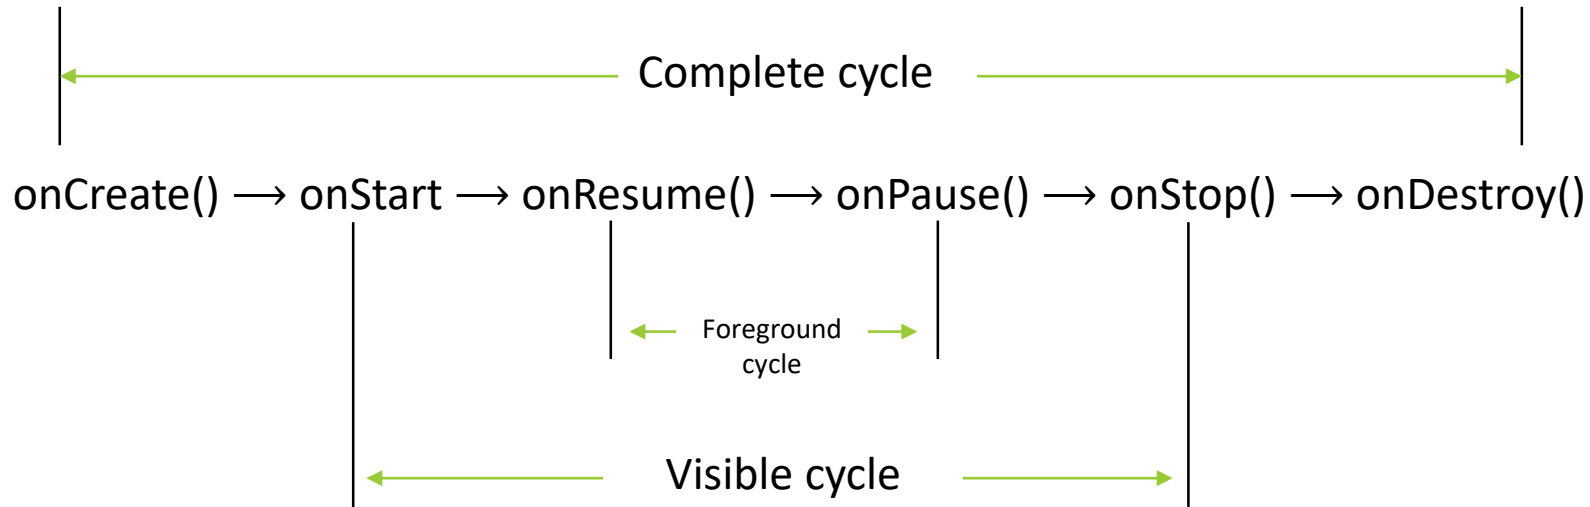 Complete cycle
onCreate() → onStart → onResume() → onPause() → onStop() → onDestroy()
Foreground
cycle
Visible cycle